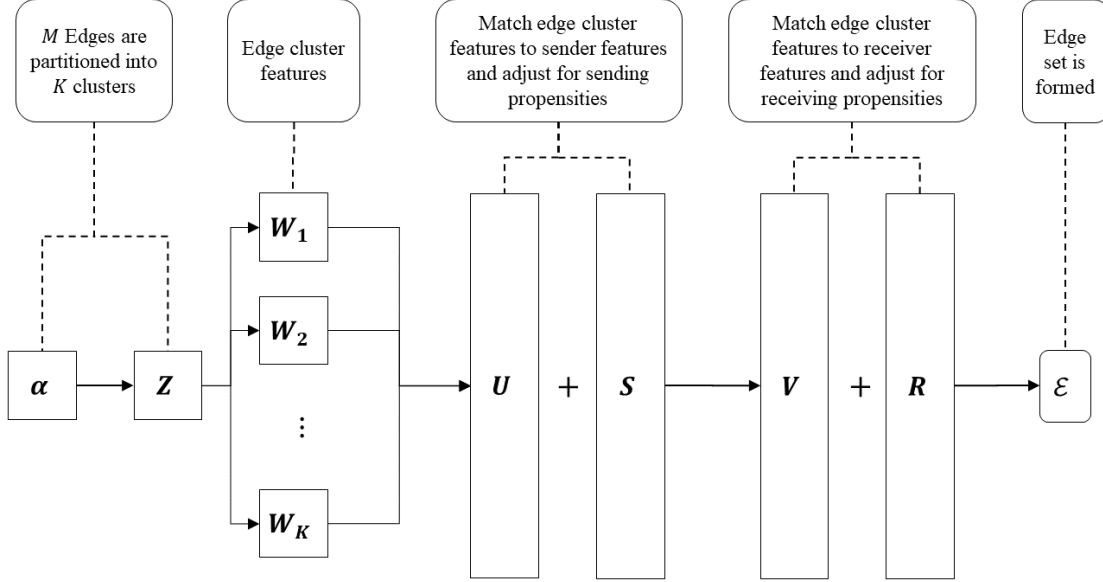 M Edges are
partitioned into
K clusters
Edge cluster
features
Match edge cluster
features to sender features
and adjust for sending
propensities
Match edge cluster
features to receiver
features and adjust for
receiving propensities
Edge
set is
formed
α
Z
W₁
W₂
⋮
W_K
U
+
S
V
+
R
ℰ